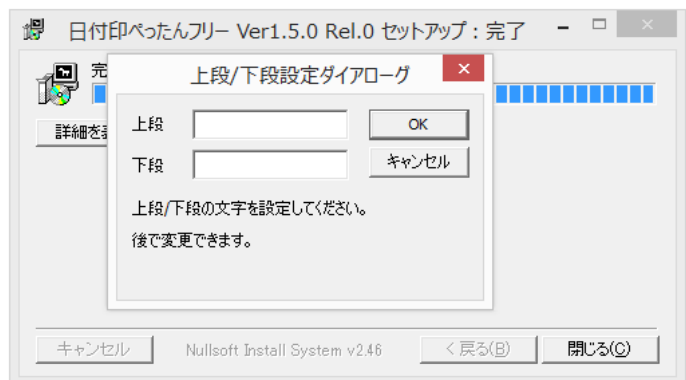 日付印ぺったんフリー Ver1.5.0 Rel.0 セットアップ：完了
完
上段/下段設定ダイアローグ
詳細を表
上段
OK
下段
キャンセル
上段/下段の文字を設定してください。
後で変更できます。
キャンセル
Nullsoft Install System v2.46
< 戻る(B)
閉じる(C)